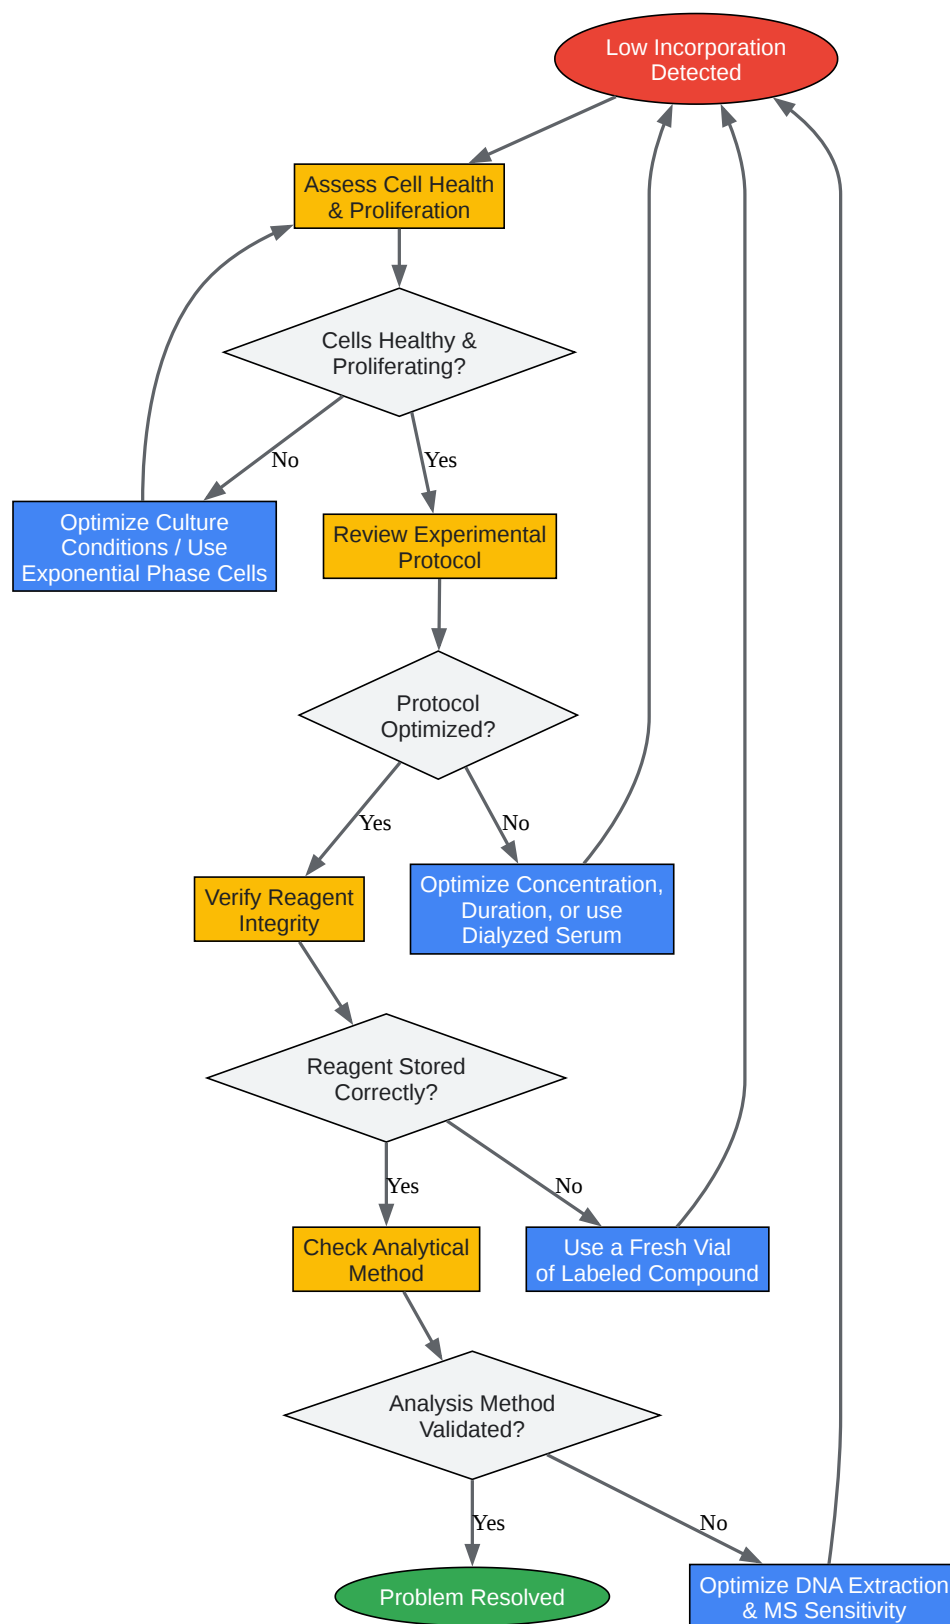 Low Incorporation
Detected
Assess Cell Health
& Proliferation
Cells Healthy &
Proliferating?
No
Yes
Optimize Culture
Conditions / Use
Exponential Phase Cells
Review Experimental
Protocol
Protocol
Optimized?
Yes
No
Verify Reagent
Integrity
Optimize Concentration,
Duration, or use
Dialyzed Serum
Reagent Stored
Correctly?
Yes
No
Check Analytical
Method
Use a Fresh Vial
of Labeled Compound
Analysis Method
Validated?
Yes
No
Problem Resolved
Optimize DNA Extraction
& MS Sensitivity